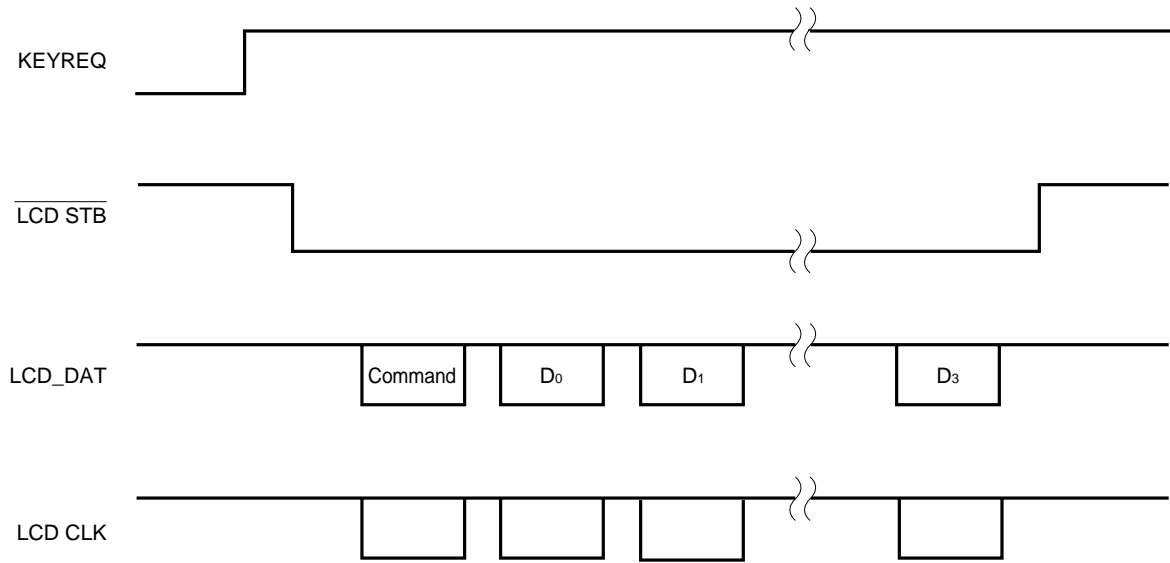 KEYREQ
LCD STB
LCD_DAT
Command
D₀
D₁
D₃
LCD CLK